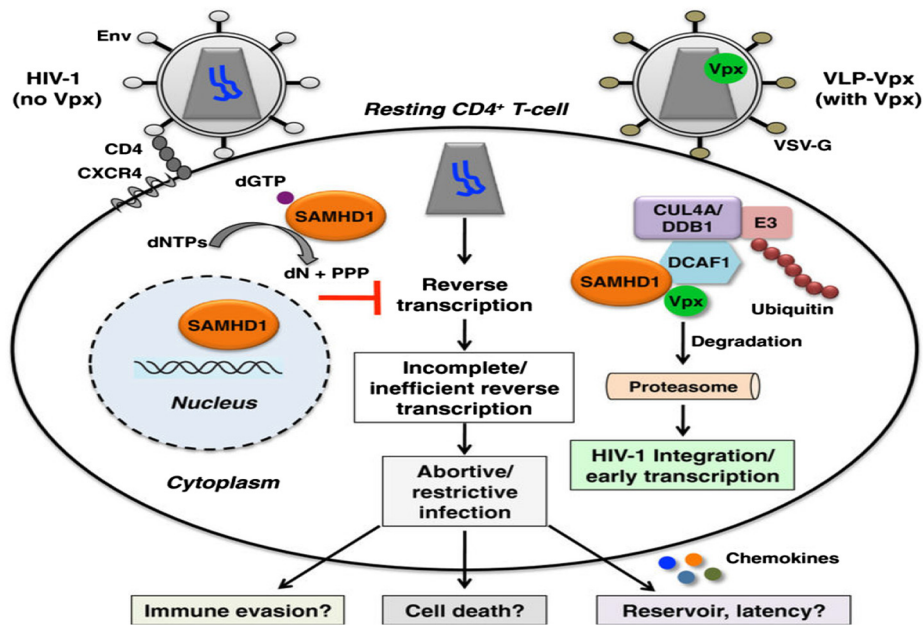 Env
HIV-1
(no Vpx)
CD4
CXCR4
Resting CD4⁺ T-cell
Vpx
VLP-Vpx
(with Vpx)
VSV-G
dGTP
SAMHD1
dNTPs
dN + PPP
SAMHD1
Nucleus
Cytoplasm
Reverse
transcription
Incomplete/
inefficient reverse
transcription
Abortive/
restrictive
infection
CUL4A/
DDB1
E3
DCAF1
SAMHD1
Vpx
Ubiquitin
Degradation
Proteasome
HIV-1 Integration/
early transcription
Chemokines
Immune evasion?
Cell death?
Reservoir, latency?